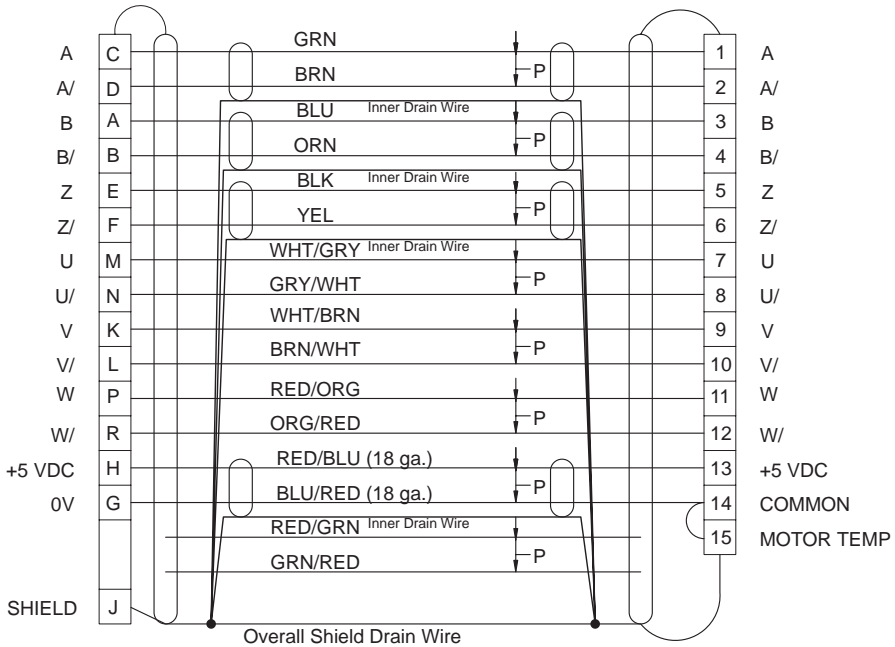 GRN
A C 1 A
P
BRN
A/ D 2 A/
BLU Inner Drain Wire
B A 3 B
P
ORN
B/ B 4 B/
BLK Inner Drain Wire
Z E 5 Z
P
YEL
Z/ F 6 Z/
WHT/GRY Inner Drain Wire
U M 7 U
P
GRY/WHT
U/ N 8 U/
WHT/BRN
V K 9 V
P
BRN/WHT
V/ L 10 V/
RED/ORG
W P 11 W
P
ORG/RED
W/ R 12 W/
RED/BLU (18 ga.)
+5 VDC H 13 +5 VDC
P
BLU/RED (18 ga.)
0V G 14 COMMON
RED/GRN Inner Drain Wire
15 MOTOR TEMP
P
GRN/RED
SHIELD J
Overall Shield Drain Wire